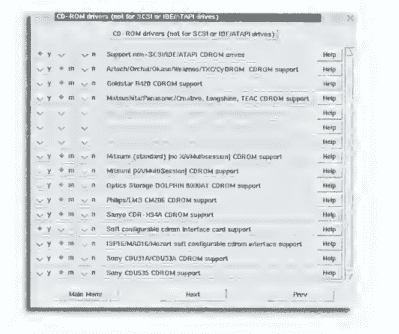 CD-ROM drivers (not for SCSI or IDE/ATAPI drives)
CD-ROM drivers (not for SCSI or IDE/ATAPI drives)
y n Support non-SCSI/IDE/ATAPI CDROM drives Help
y m n Aztech/Orchid/Okano/Wearnes/TXC/CyDROM CDROM support Help
y m n Goldstar R420 CDROM support Help
y m n Matsushita/Panasonic/Creative, Longshine, TEAC CDROM support Help
Help
Help
Help
y m n Mitsumi (standard) [no XA/Multisession] CDROM support Help
y m n Mitsumi [XA/MultiSession] CDROM support Help
y m n Optics Storage DOLPHIN 8000AT CDROM support Help
y m n Philips/LMS CM206 CDROM support Help
y m n Sanyo CDR-H94A CDROM support Help
y n Soft configurable cdrom interface card support Help
y m n ISP16/MAD16/Mozart soft configurable cdrom interface support Help
y m n Sony CDU31A/CDU33A CDROM support Help
y m n Sony CDU535 CDROM support Help
Main Menu Next Prev